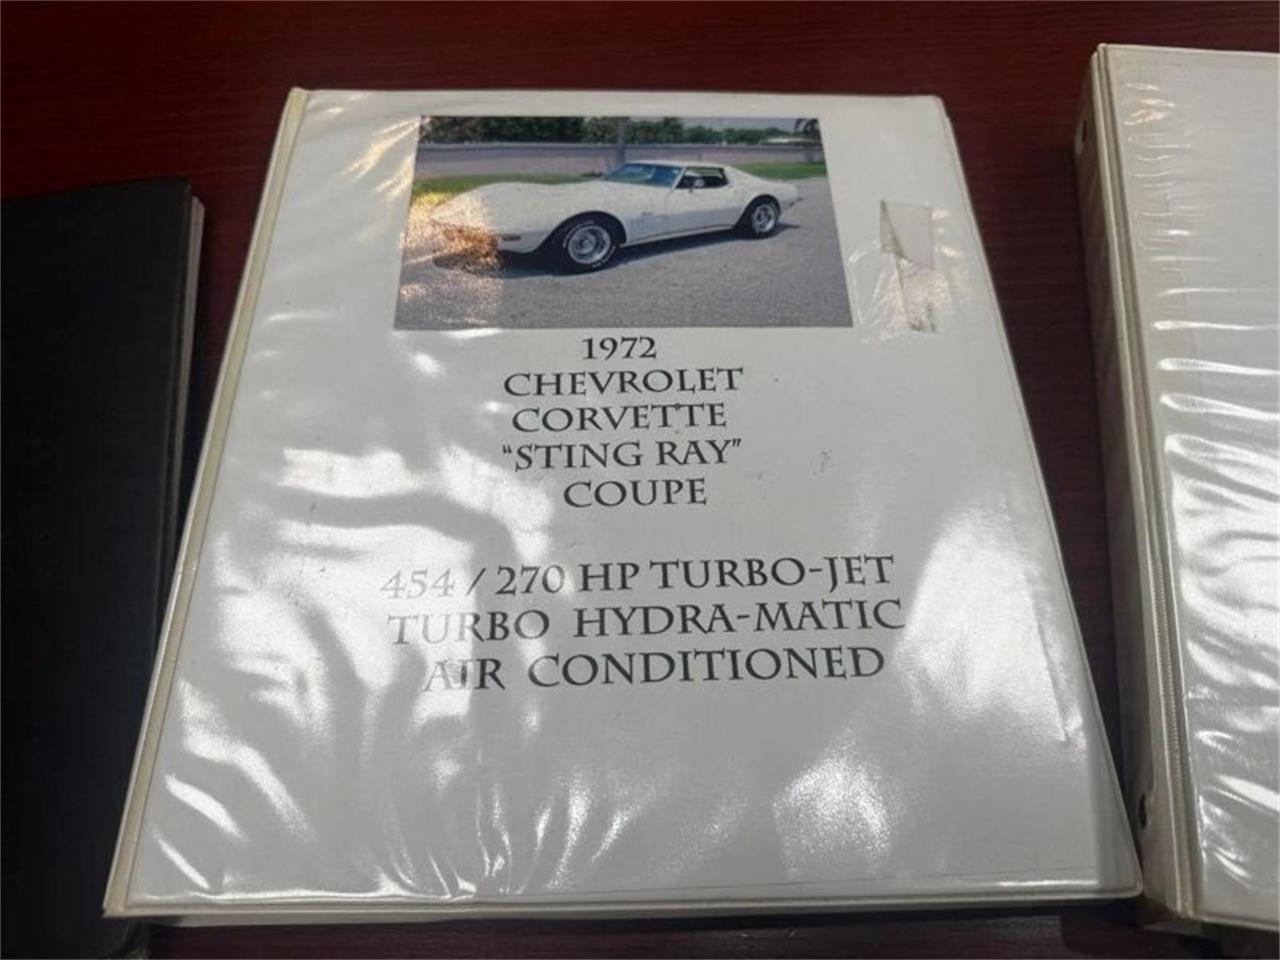 1972
CHEVROLET
CORVETTE
"STING RAY"
COUPE
454 / 270 HP TURBO-JET
TURBO HYDRA-MATIC
AIR CONDITIONED